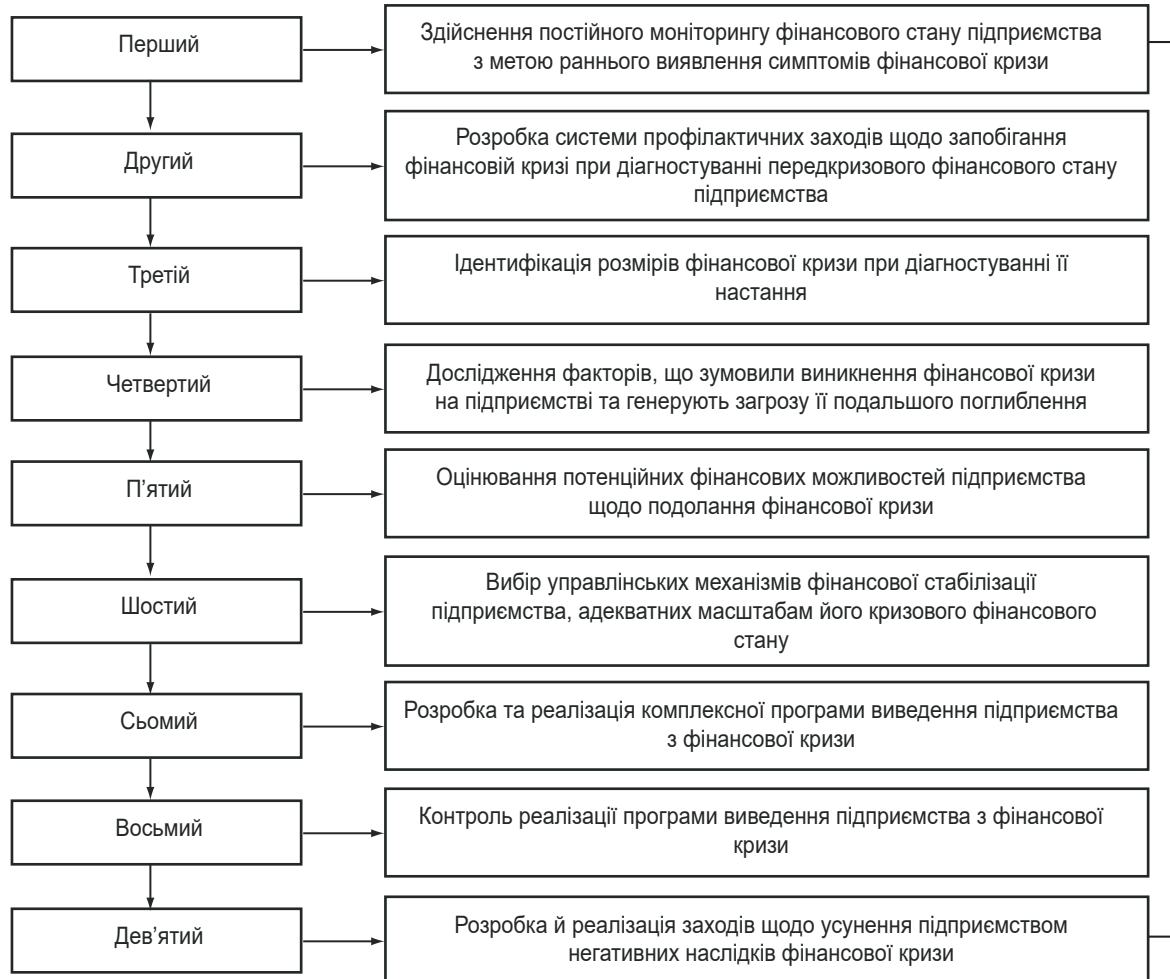 Перший
Здійснення постійного моніторингу фінансового стану підприємства
з метою раннього виявлення симптомів фінансової кризи
Другий
Розробка системи профілактичних заходів щодо запобігання
фінансовій кризі при діагностуванні передкризового фінансового стану
підприємства
Третій
Ідентифікація розмірів фінансової кризи при діагностуванні її
настання
Четвертий
Дослідження факторів, що зумовили виникнення фінансової кризи
на підприємстві та генерують загрозу її подальшого поглиблення
П’ятий
Оцінювання потенційних фінансових можливостей підприємства
щодо подолання фінансової кризи
Шостий
Вибір управлінських механізмів фінансової стабілізації
підприємства, адекватних масштабам його кризового фінансового
стану
Сьомий
Розробка та реалізація комплексної програми виведення підприємства
з фінансової кризи
Восьмий
Контроль реалізації програми виведення підприємства з фінансової
кризи
Дев’ятий
Розробка й реалізація заходів щодо усунення підприємством
негативних наслідків фінансової кризи